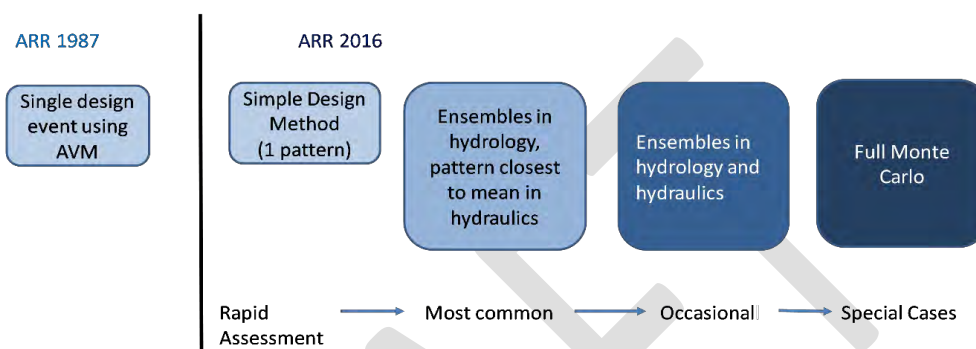 ARR 1987
ARR 2016
Single design
event using
AVM
Simple Design
Method
(1 pattern)
Ensembles in
hydrology,
pattern closest
to mean in
hydraulics
Ensembles in
hydrology and
hydraulics
Full Monte
Carlo
Rapid
Assessment
Most common
Occasional
Special Cases